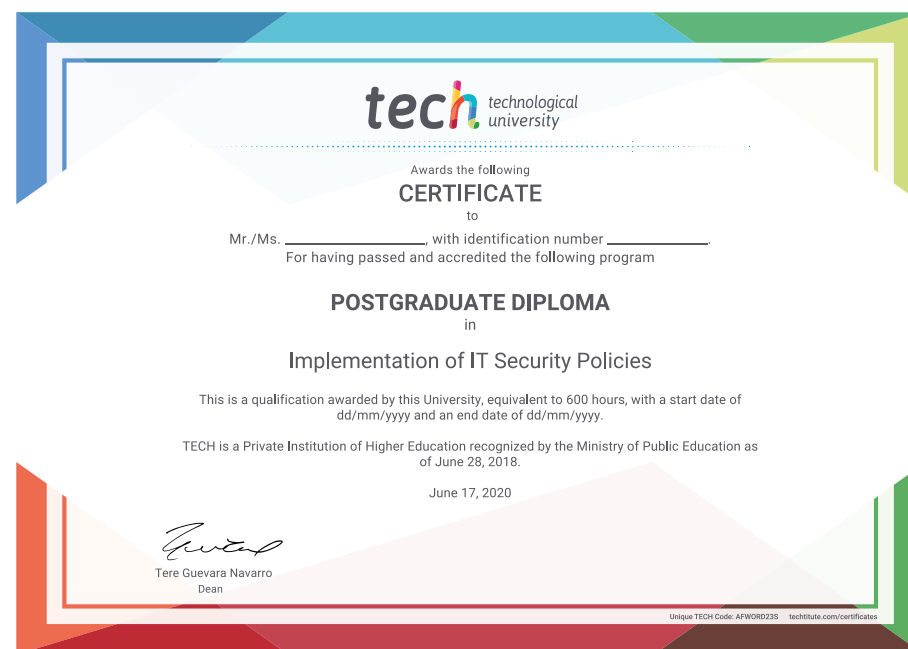 tech technological
university
Awards the following
CERTIFICATE
to
Mr./Ms. ________________, with identification number ____________.
For having passed and accredited the following program
POSTGRADUATE DIPLOMA
in
Implementation of IT Security Policies
This is a qualification awarded by this University, equivalent to 600 hours, with a start date of
dd/mm/yyyy and an end date of dd/mm/yyyy.
TECH is a Private Institution of Higher Education recognized by the Ministry of Public Education as
of June 28, 2018.
June 17, 2020
Tere Guevara Navarro
Dean
Unique TECH Code: AFWORD23S techtitute.com/certificates